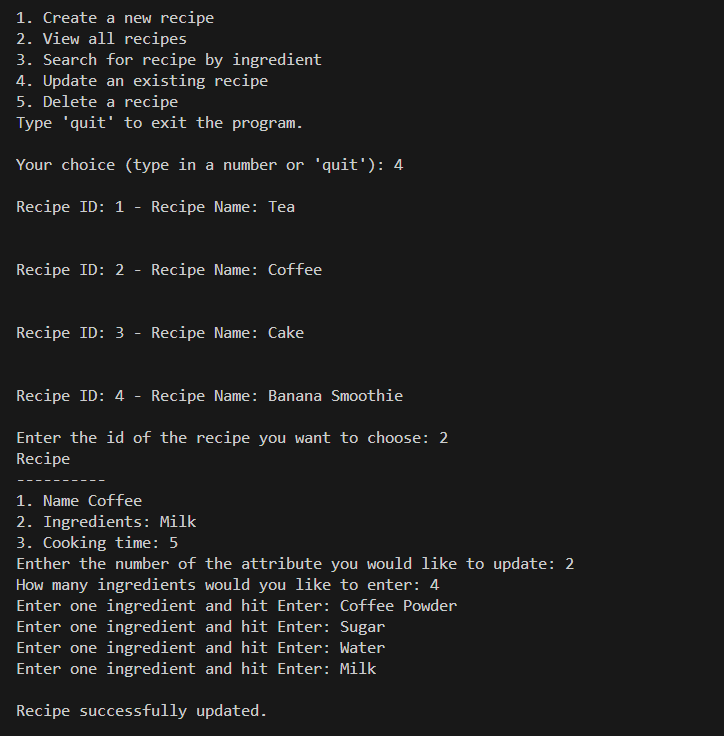 1. Create a new recipe
2. View all recipes
3. Search for recipe by ingredient
4. Update an existing recipe
5. Delete a recipe
Type 'quit' to exit the program.
Your choice (type in a number or 'quit'): 4
Recipe ID: 1 - Recipe Name: Tea
Recipe ID: 2 - Recipe Name: Coffee
Recipe ID: 3 - Recipe Name: Cake
Recipe ID: 4 - Recipe Name: Banana Smoothie
Enter the id of the recipe you want to choose: 2
Recipe
----------
1. Name Coffee
2. Ingredients: Milk
3. Cooking time: 5
Enther the number of the attribute you would like to update: 2
How many ingredients would you like to enter: 4
Enter one ingredient and hit Enter: Coffee Powder
Enter one ingredient and hit Enter: Sugar
Enter one ingredient and hit Enter: Water
Enter one ingredient and hit Enter: Milk
Recipe successfully updated.